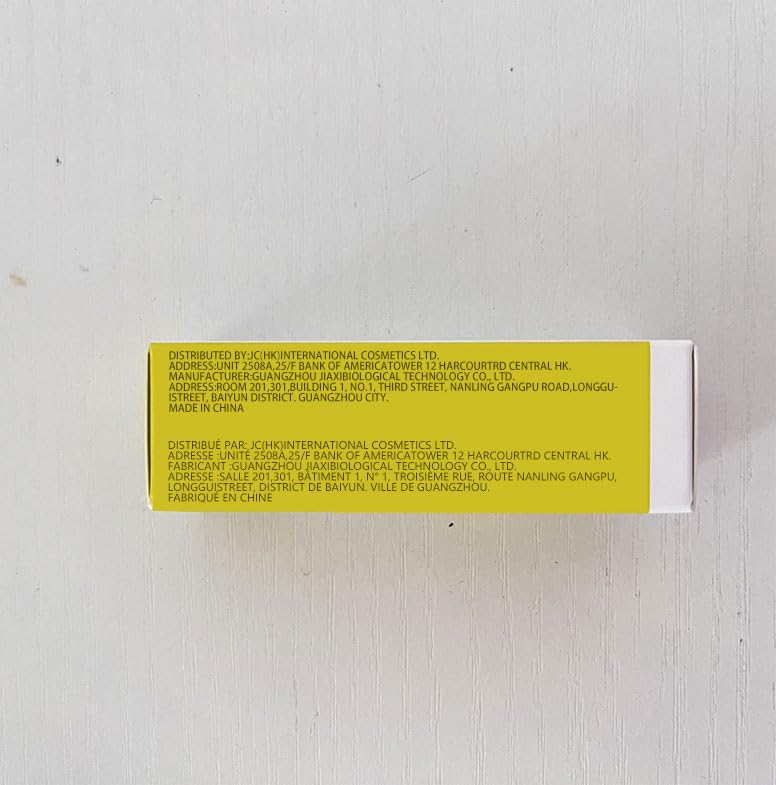 DISTRIBUTED BY:JC(HK)INTERNATIONAL COSMETICS LTD.
ADDRESS:UNIT 2508A,25/F BANK OF AMERICATOWER 12 HARCOURTRD CENTRAL HK.
MANUFACTURER:GUANGZHOU JIAXIBIOLOGICAL TECHNOLOGY CO., LTD.
ADDRESS:ROOM 201,301,BUILDING 1, NO.1, THIRD STREET, NANLING GANGPU ROAD,LONGGU-
ISTREET, BAIYUN DISTRICT. GUANGZHOU CITY.
MADE IN CHINA
DISTRIBUÉ PAR: JC(HK)INTERNATIONAL COSMETICS LTD.
ADRESSE :UNITÉ 2508A,25/F BANK OF AMERICATOWER 12 HARCOURTRD CENTRAL HK.
FABRICANT :GUANGZHOU JIAXIBIOLOGICAL TECHNOLOGY CO., LTD.
ADRESSE :SALLE 201,301, BÂTIMENT 1, N° 1, TROISIÈME RUE, ROUTE NANLING GANGPU,
LONGGUISTREET, DISTRICT DE BAIYUN. VILLE DE GUANGZHOU.
FABRIQUÉ EN CHINE